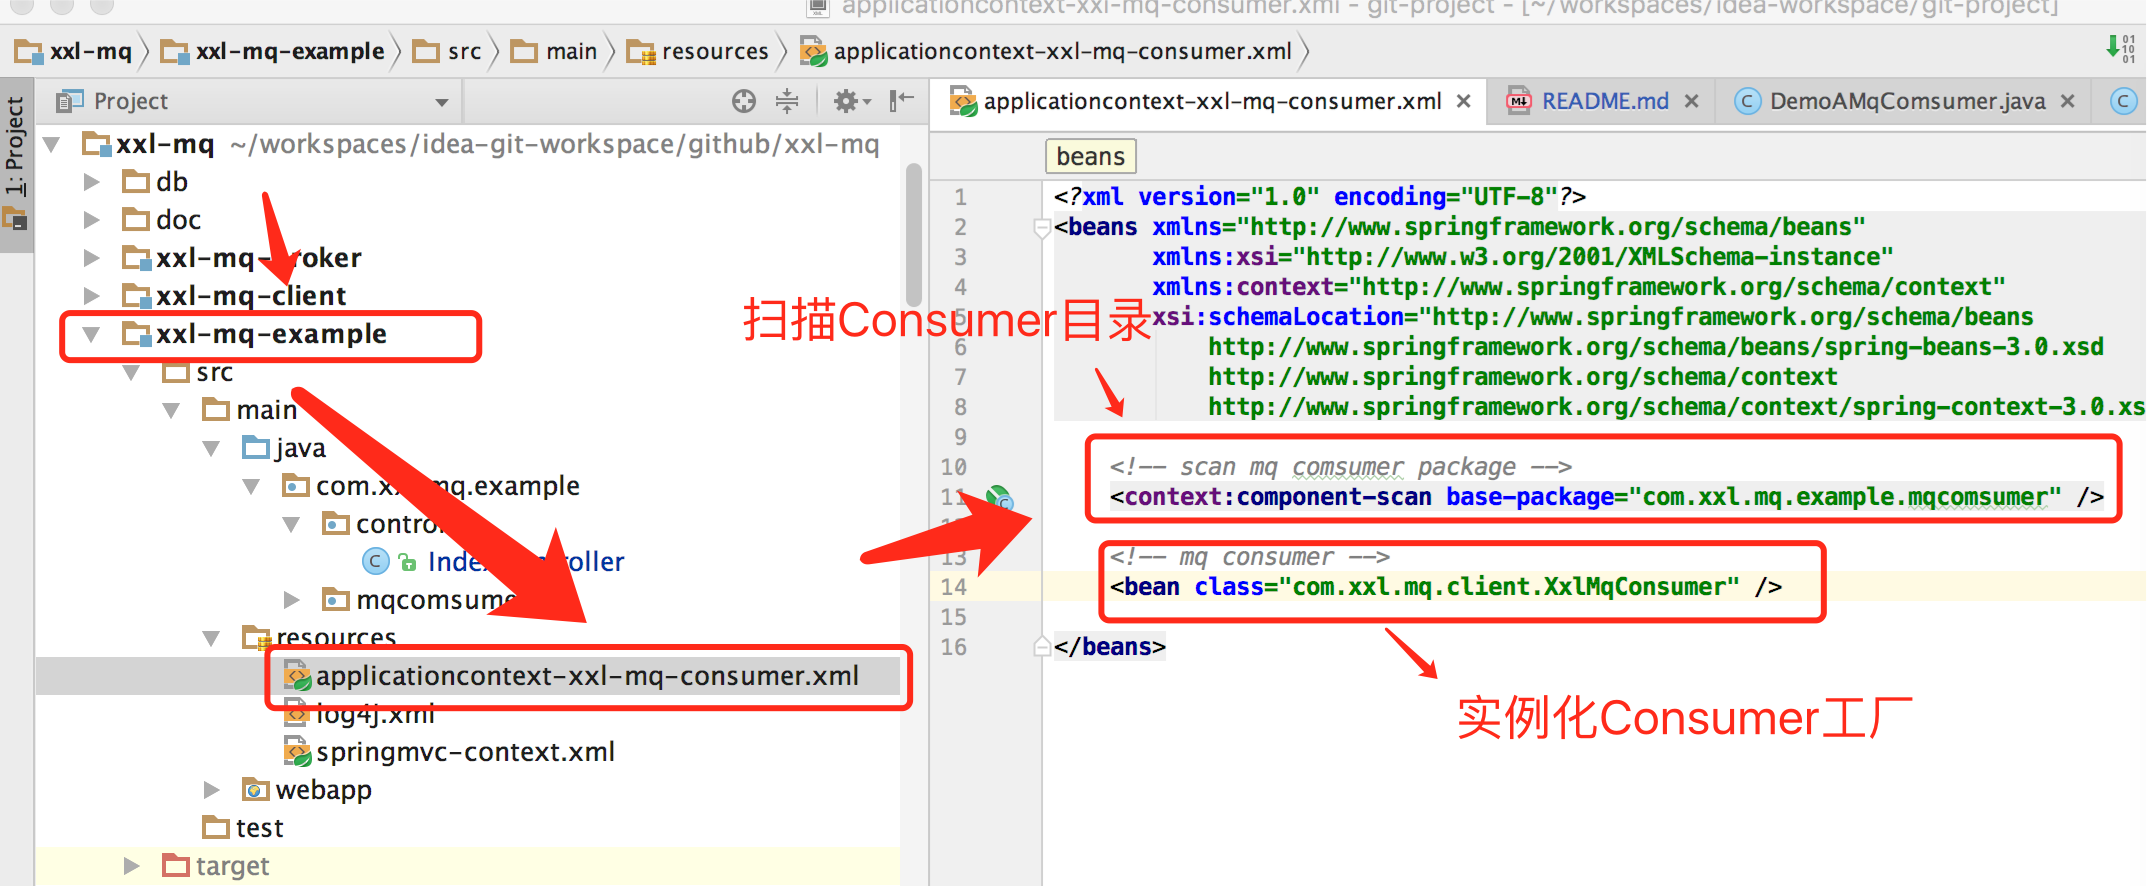 applicationcontext-xxl-mq-consumer.xml - git-project - [~/workspaces/idea-workspace/git-project]
xxl-mq xxl-mq-example src main resources applicationcontext-xxl-mq-consumer.xml
1: Project
Project
xxl-mq ~/workspaces/idea-git-workspace/github/xxl-mq
db
doc
xxl-mq-broker
xxl-mq-client
xxl-mq-example
src
main
java
com.xxl.mq.example
controller
IndexController
mqcomsumer
resources
applicationcontext-xxl-mq-consumer.xml
log4j.xml
springmvc-context.xml
webapp
test
target
applicationcontext-xxl-mq-consumer.xml README.md DemoAMqComsumer.java
beans
1 <?xml version="1.0" encoding="UTF-8"?>
2 <beans xmlns="http://www.springframework.org/schema/beans"
3 xmlns:xsi="http://www.w3.org/2001/XMLSchema-instance"
4 xmlns:context="http://www.springframework.org/schema/context"
5 xsi:schemaLocation="http://www.springframework.org/schema/beans
6 http://www.springframework.org/schema/beans/spring-beans-3.0.xsd
7 http://www.springframework.org/schema/context
8 http://www.springframework.org/schema/context/spring-context-3.0.xs
9
10 <!-- scan mq comsumer package -->
11 <context:component-scan base-package="com.xxl.mq.example.mqcomsumer" />
13 <!-- mq consumer -->
14 <bean class="com.xxl.mq.client.XxlMqConsumer" />
15
16 </beans>
扫描Consumer目录
实例化Consumer工厂